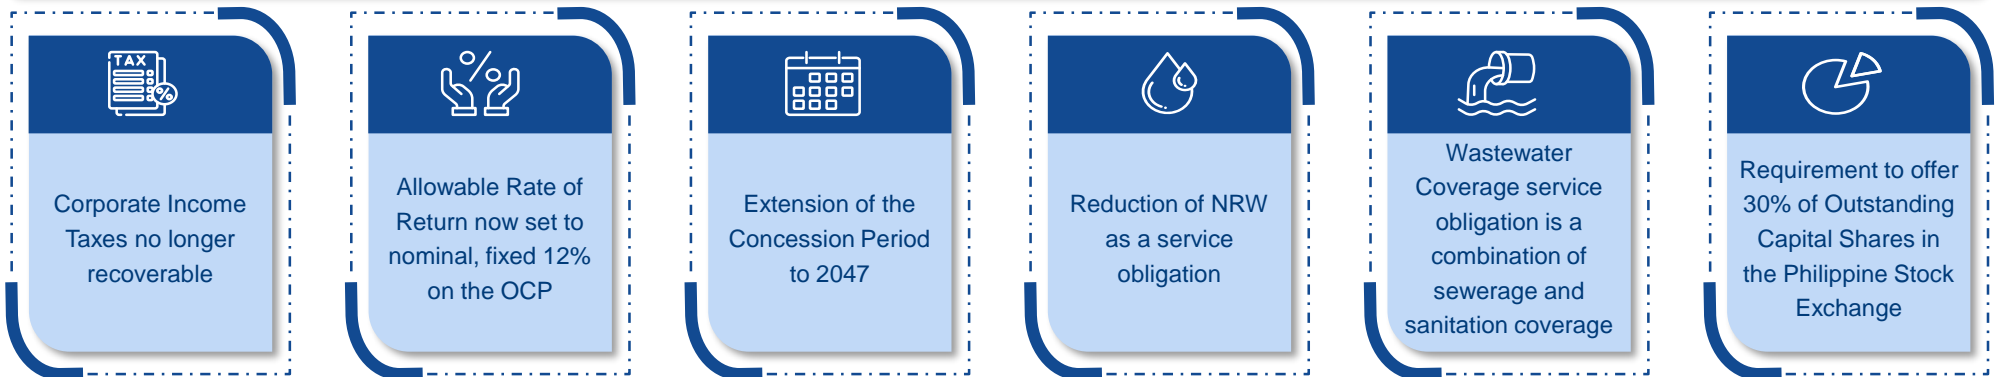 TAX
%
Corporate Income
Taxes no longer
recoverable
%
Allowable Rate of
Return now set to
nominal, fixed 12%
on the OCP
Extension of the
Concession Period
to 2047
Reduction of NRW
as a service
obligation
Wastewater
Coverage service
obligation is a
combination of
sewerage and
sanitation coverage
Requirement to offer
30% of Outstanding
Capital Shares in
the Philippine Stock
Exchange